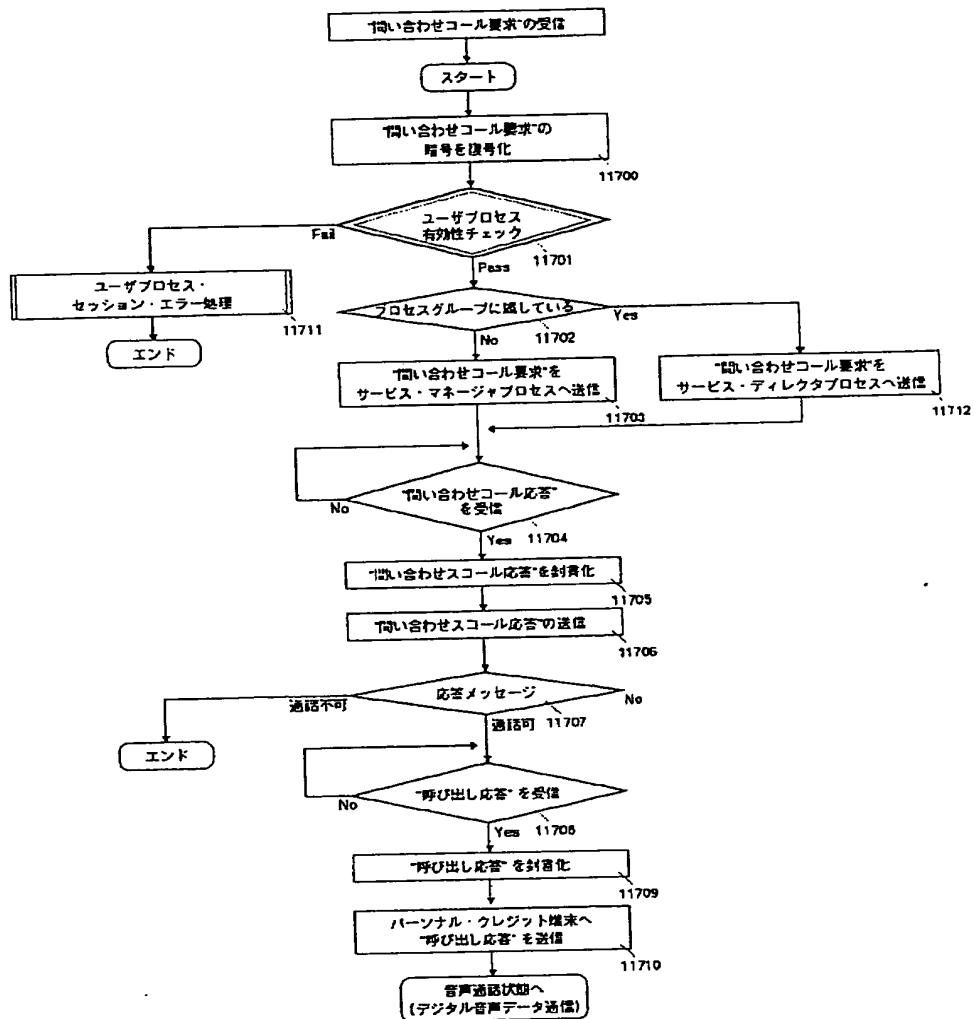 "問い合わせコール要求"の受信
スタート
"問い合わせコール要求"の
暗号を復号化
11700
ユーザプロセス
有効性チェック
11701
Fail
Pass
ユーザプロセス・
セッション・エラー処理
11711
エンド
プロセスグループに属している
11702
Yes
No
"問い合わせコール要求"を
サービス・マネージャプロセスへ送信
11703
"問い合わせコール要求"を
サービス・ディレクタプロセスへ送信
11712
"問い合わせコール応答"
を受信
No
Yes
11704
"問い合わせスコール応答"を封書化
11705
"問い合わせスコール応答"の送信
11706
応答メッセージ
No
通話不可
11707
通話可
エンド
"呼び出し応答" を受信
No
Yes
11708
"呼び出し応答" を封書化
11709
パーソナル・クレジット端末へ
"呼び出し応答" を送信
11710
音声通話状態へ
(デジタル音声データ通信)